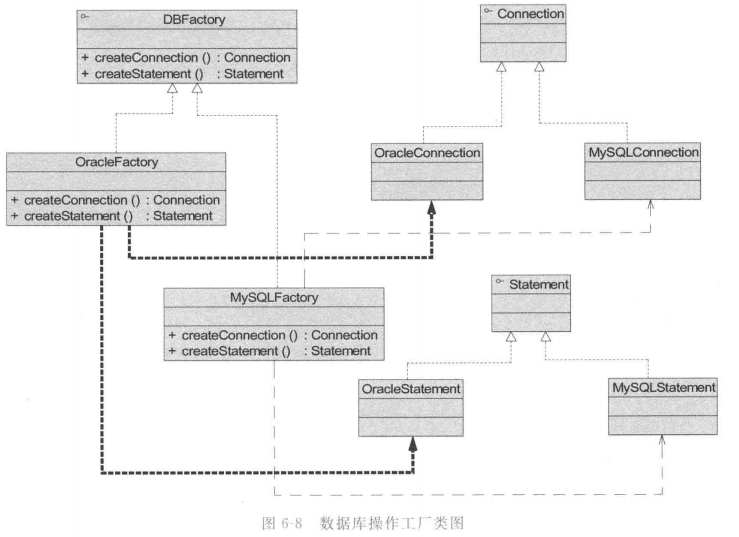 DBFactory
+ createConnection () : Connection
+ createStatement () : Statement
Connection
OracleFactory
+ createConnection () : Connection
+ createStatement () : Statement
OracleConnection
MySQLConnection
MySQLFactory
+ createConnection () : Connection
+ createStatement () : Statement
Statement
OracleStatement
MySQLStatement
图 6-8 数据库操作工厂类图